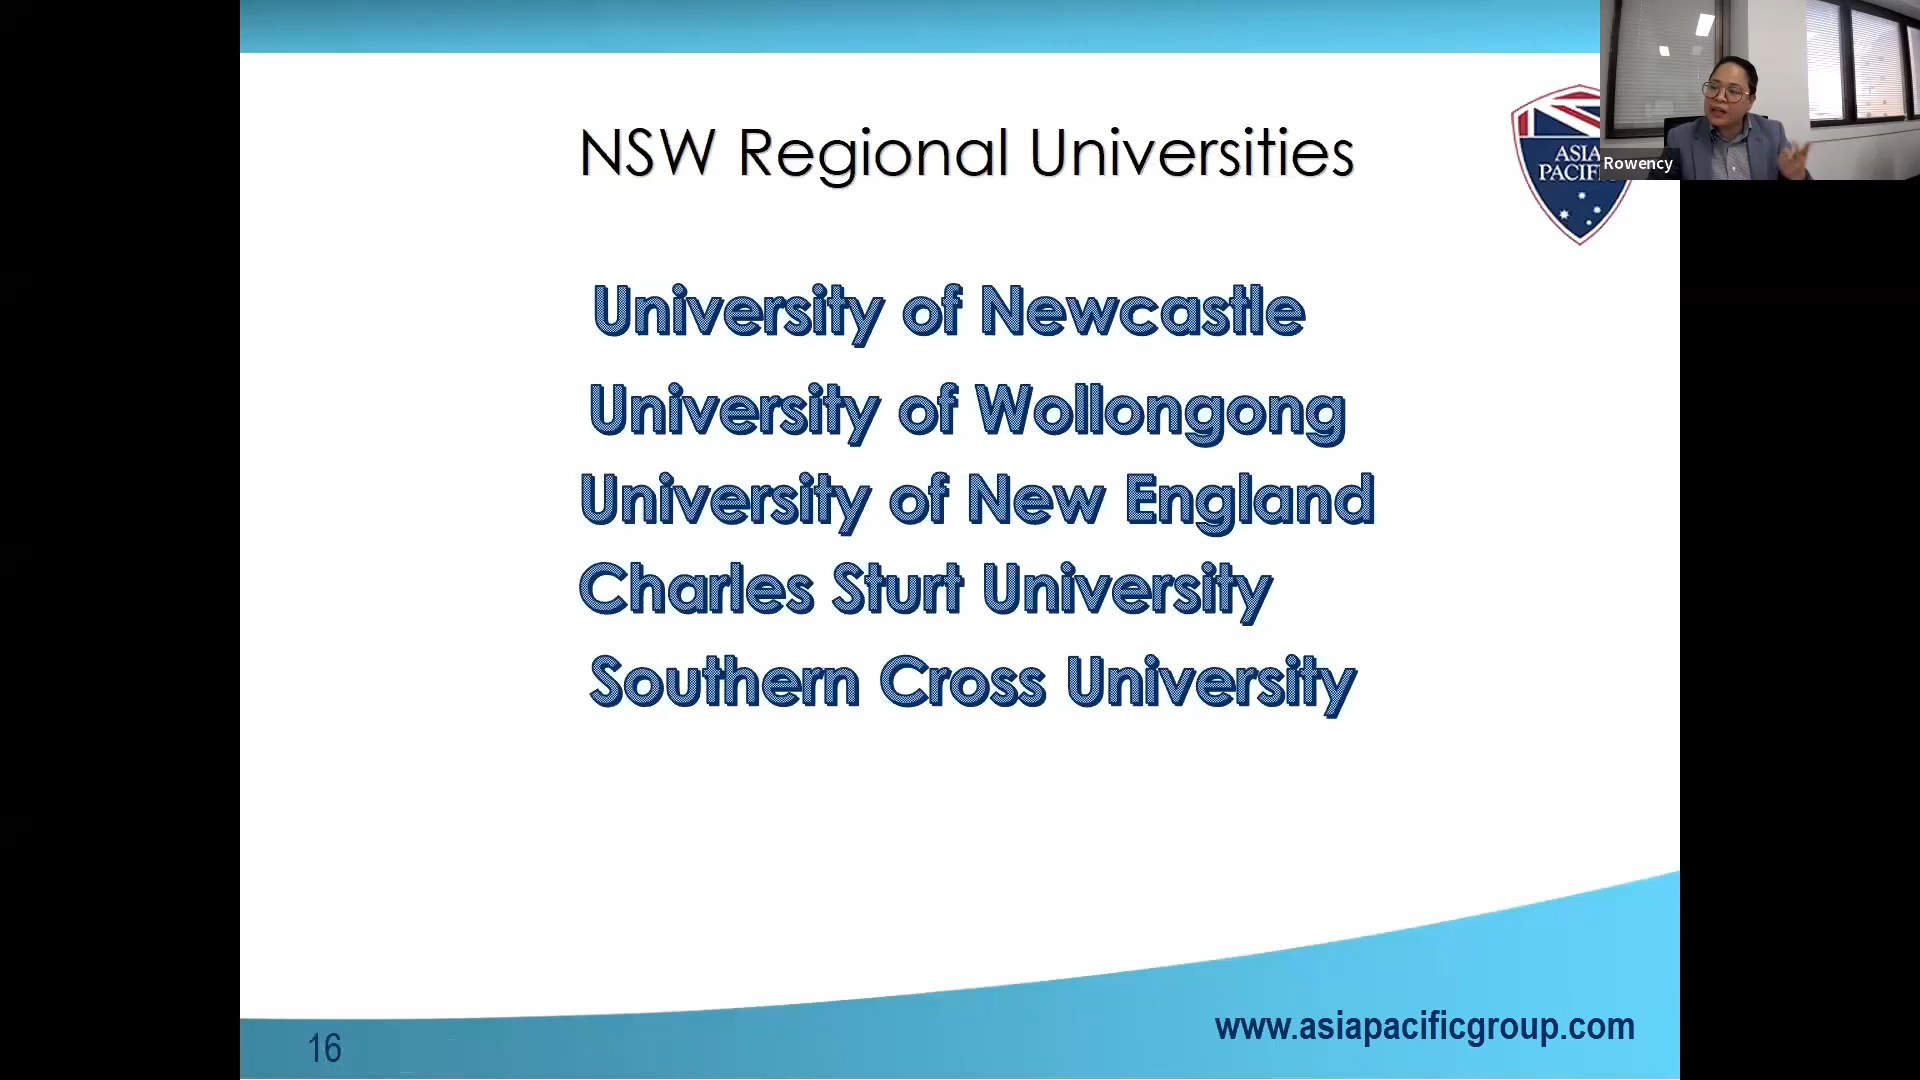 NSW Regional Universities
ASIA
PACIFI
Rowency
University of Newcastle
University of Wollongong
University of New England
Charles Sturt University
Southern Cross University
www.asiapacificgroup.com
16